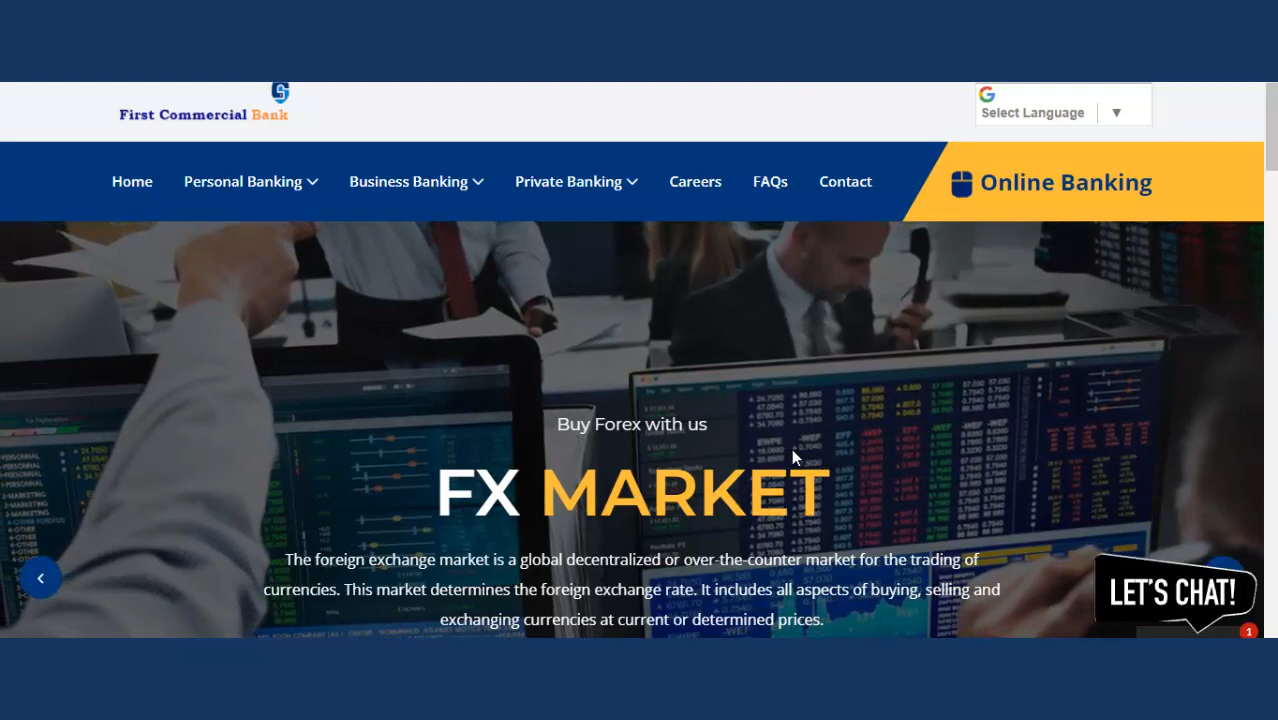 First Commercial Bank
Select Language ▼
Home Personal Banking Business Banking Private Banking Careers FAQs Contact Online Banking
Buy Forex with us
FX MARKET
The foreign exchange market is a global decentralized or over-the-counter market for the trading of
currencies. This market determines the foreign exchange rate. It includes all aspects of buying, selling and
exchanging currencies at current or determined prices.
LET'S CHAT!
1